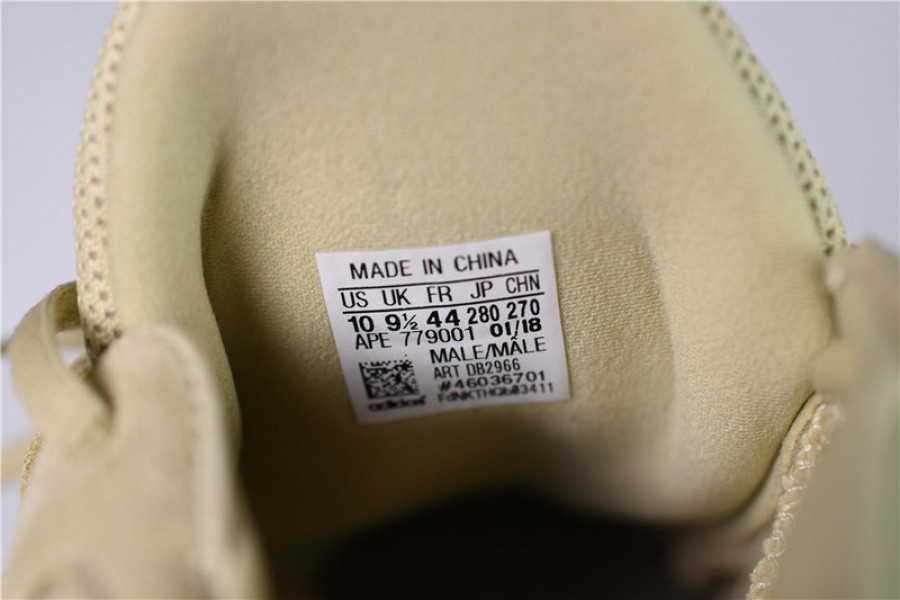 MADE IN CHINA
US UK FR JP CHN
10 9½ 44 280 270
APE 779001 01/18
MALE/MÂLE
ART DB2966
#46036701
adidas